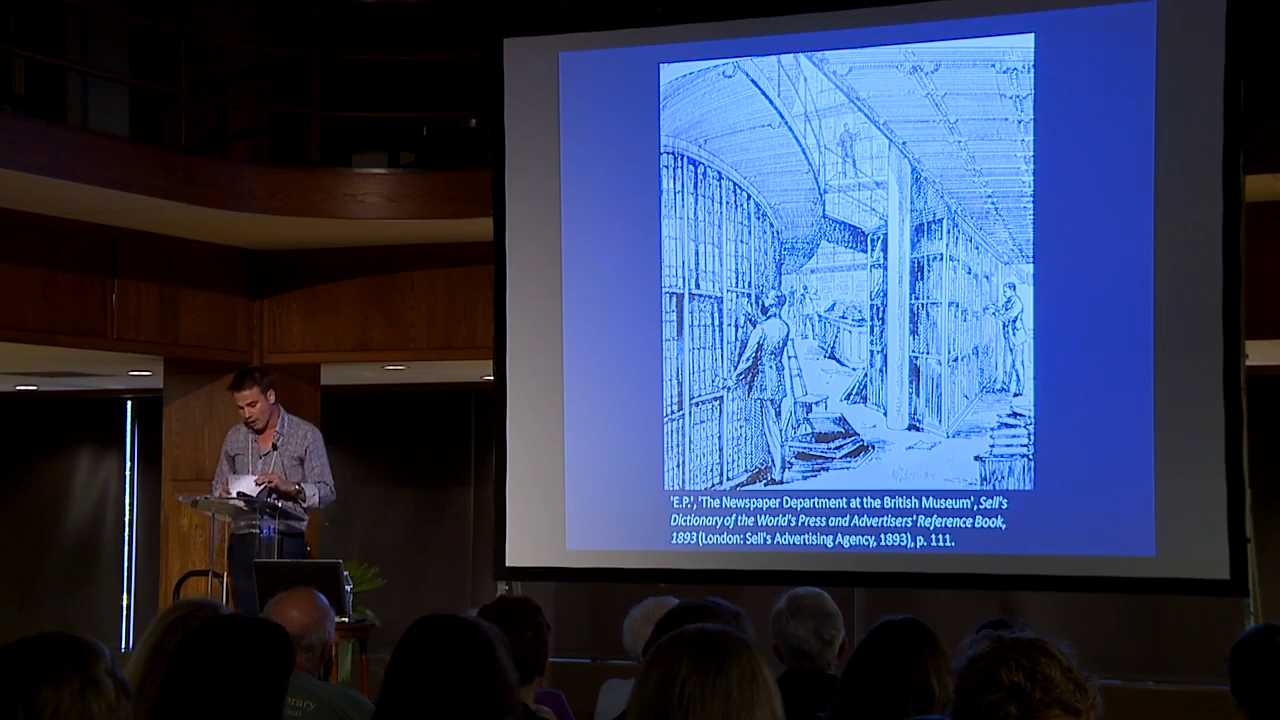 'E.P.', 'The Newspaper Department at the British Museum', Sell's
Dictionary of the World's Press and Advertisers' Reference Book,
1893 (London: Sell's Advertising Agency, 1893), p. 111.